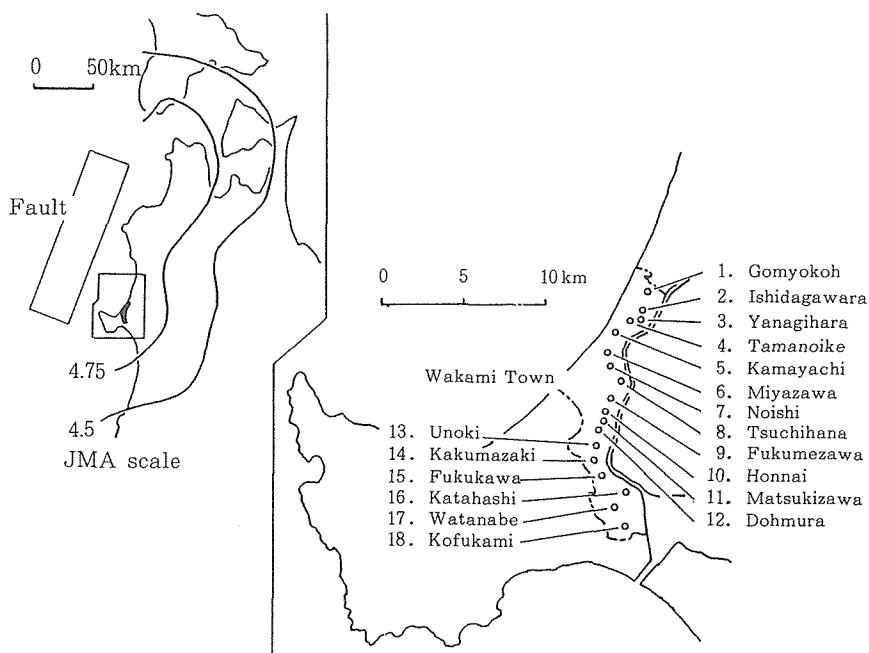 0 50km
Fault
4.75
4.5
JMA scale
0 5 10km
Wakami Town
1. Gomyokoh
2. Ishidagawara
3. Yanagihara
4. Tamanoike
5. Kamayachi
6. Miyazawa
7. Noishi
8. Tsuchihana
9. Fukumezawa
10. Honnai
11. Matsukizawa
12. Dohmura
13. Unoki
14. Kakumazaki
15. Fukukawa
16. Katahashi
17. Watanabe
18. Kofukami